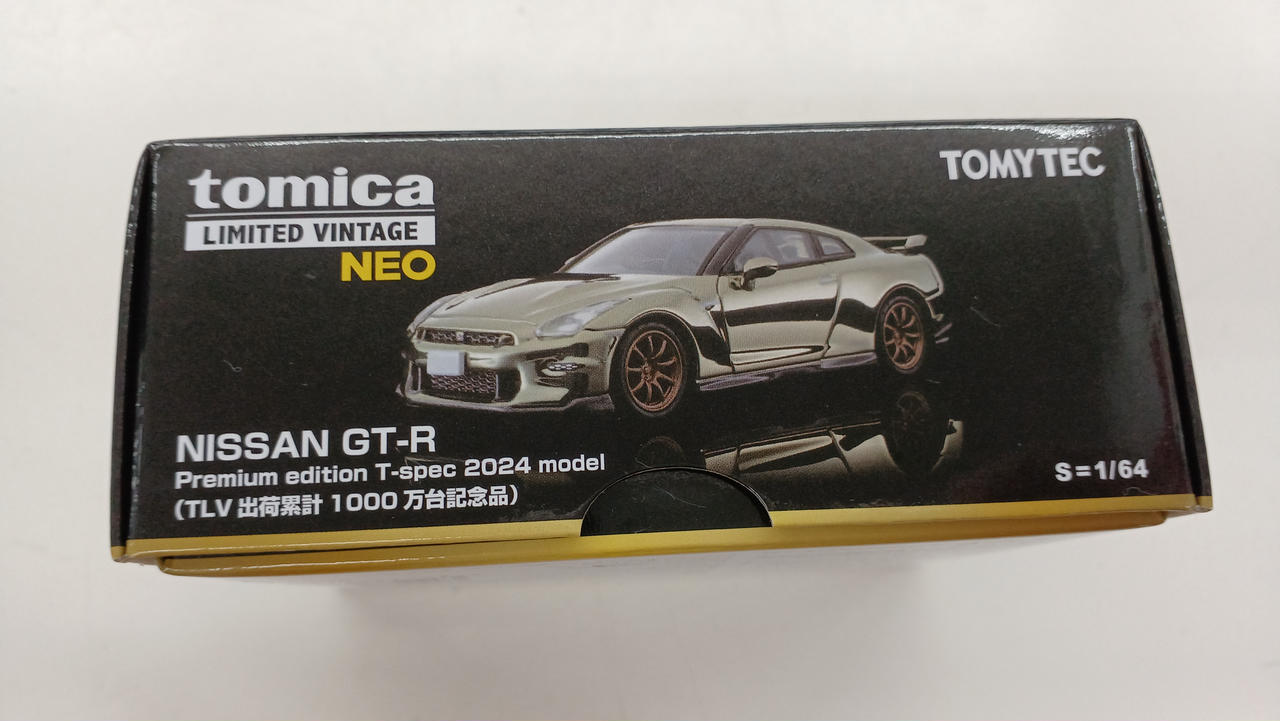 tomica
LIMITED VINTAGE
NEO
TOMYTEC
NISSAN GT-R
Premium edition T-spec 2024 model
(TLV 出荷累計 1000 万台記念品)
S=1/64